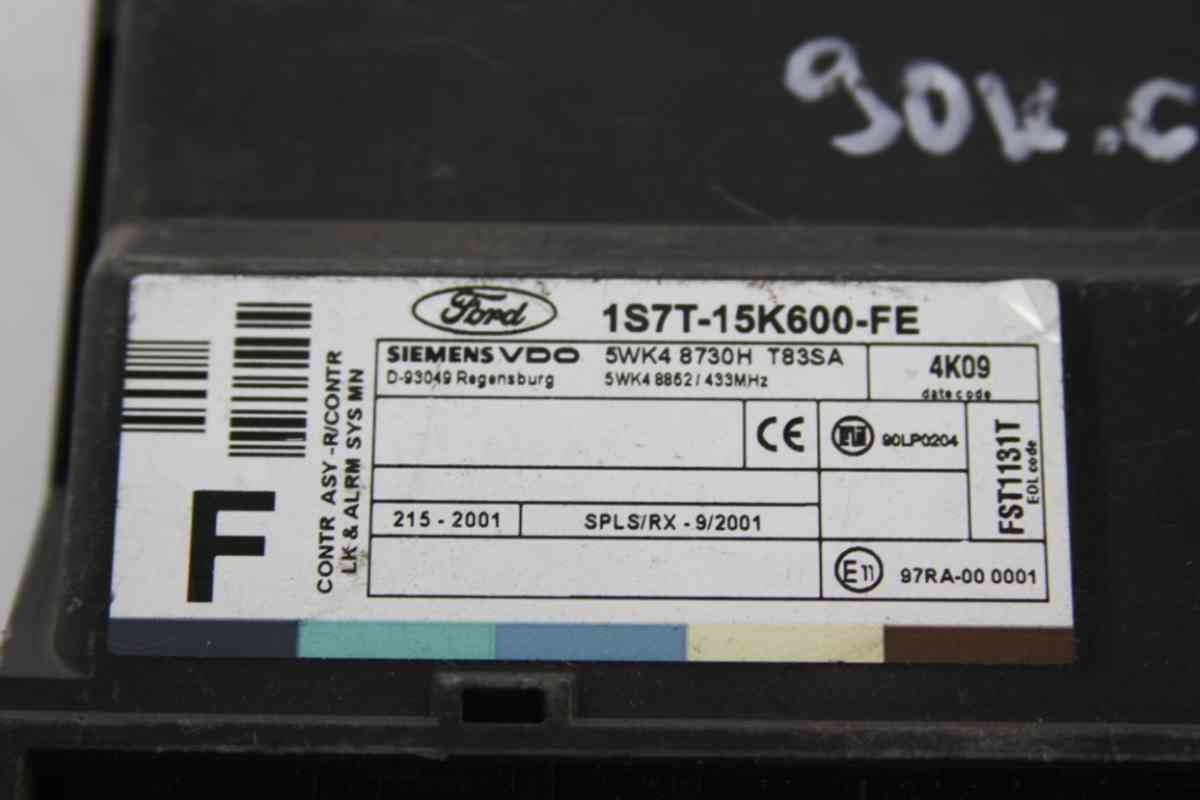 90K.C
Ford 1S7T-15K600-FE
SIEMENS VDO 5WK4 8730H T83SA
D-93049 Regensburg 5WK4 8862 / 433MHz
4K09
date code
CONTR ASY -R/CONTR
LK & ALRM SYS MN
F
CE
90LP0204
FST1131T
EOL code
215 - 2001
SPLS/RX - 9/2001
E11 97RA-00 0001